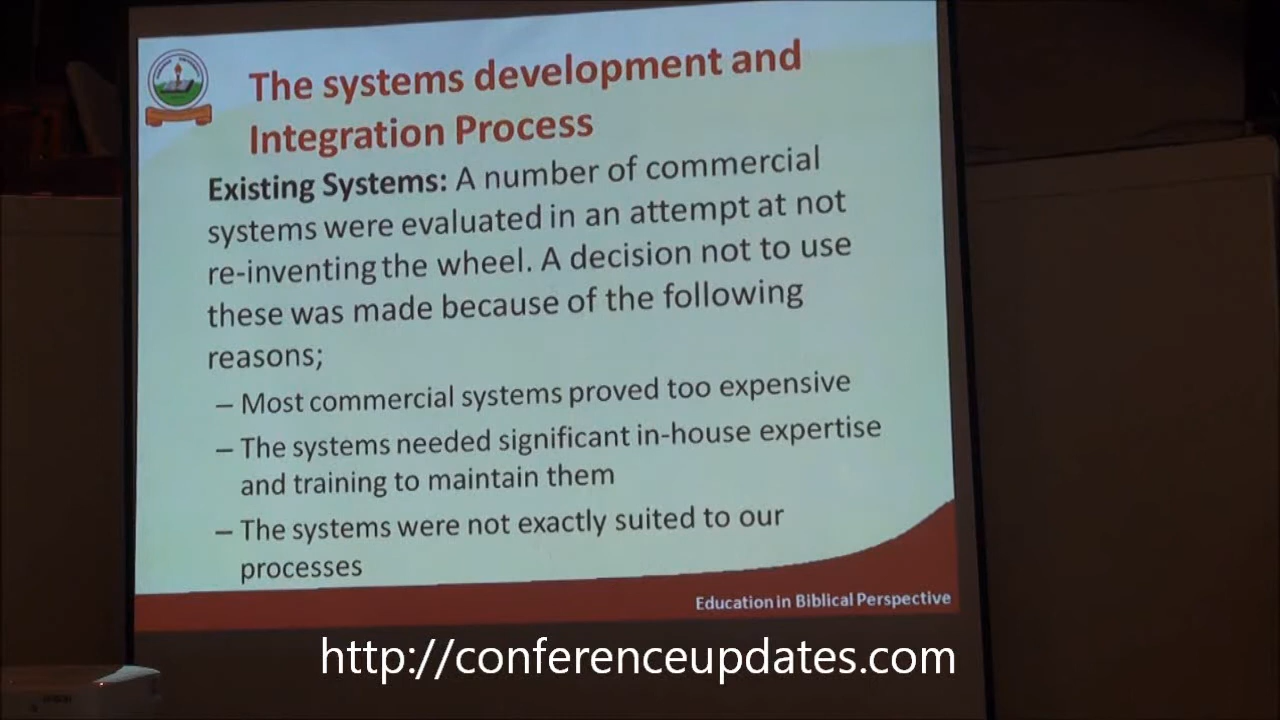 The systems development and
Integration Process
Existing Systems: A number of commercial
systems were evaluated in an attempt at not
re-inventing the wheel. A decision not to use
these was made because of the following
reasons;
– Most commercial systems proved too expensive
– The systems needed significant in-house expertise
and training to maintain them
– The systems were not exactly suited to our
processes
Education in Biblical Perspective
http://conferenceupdates.com